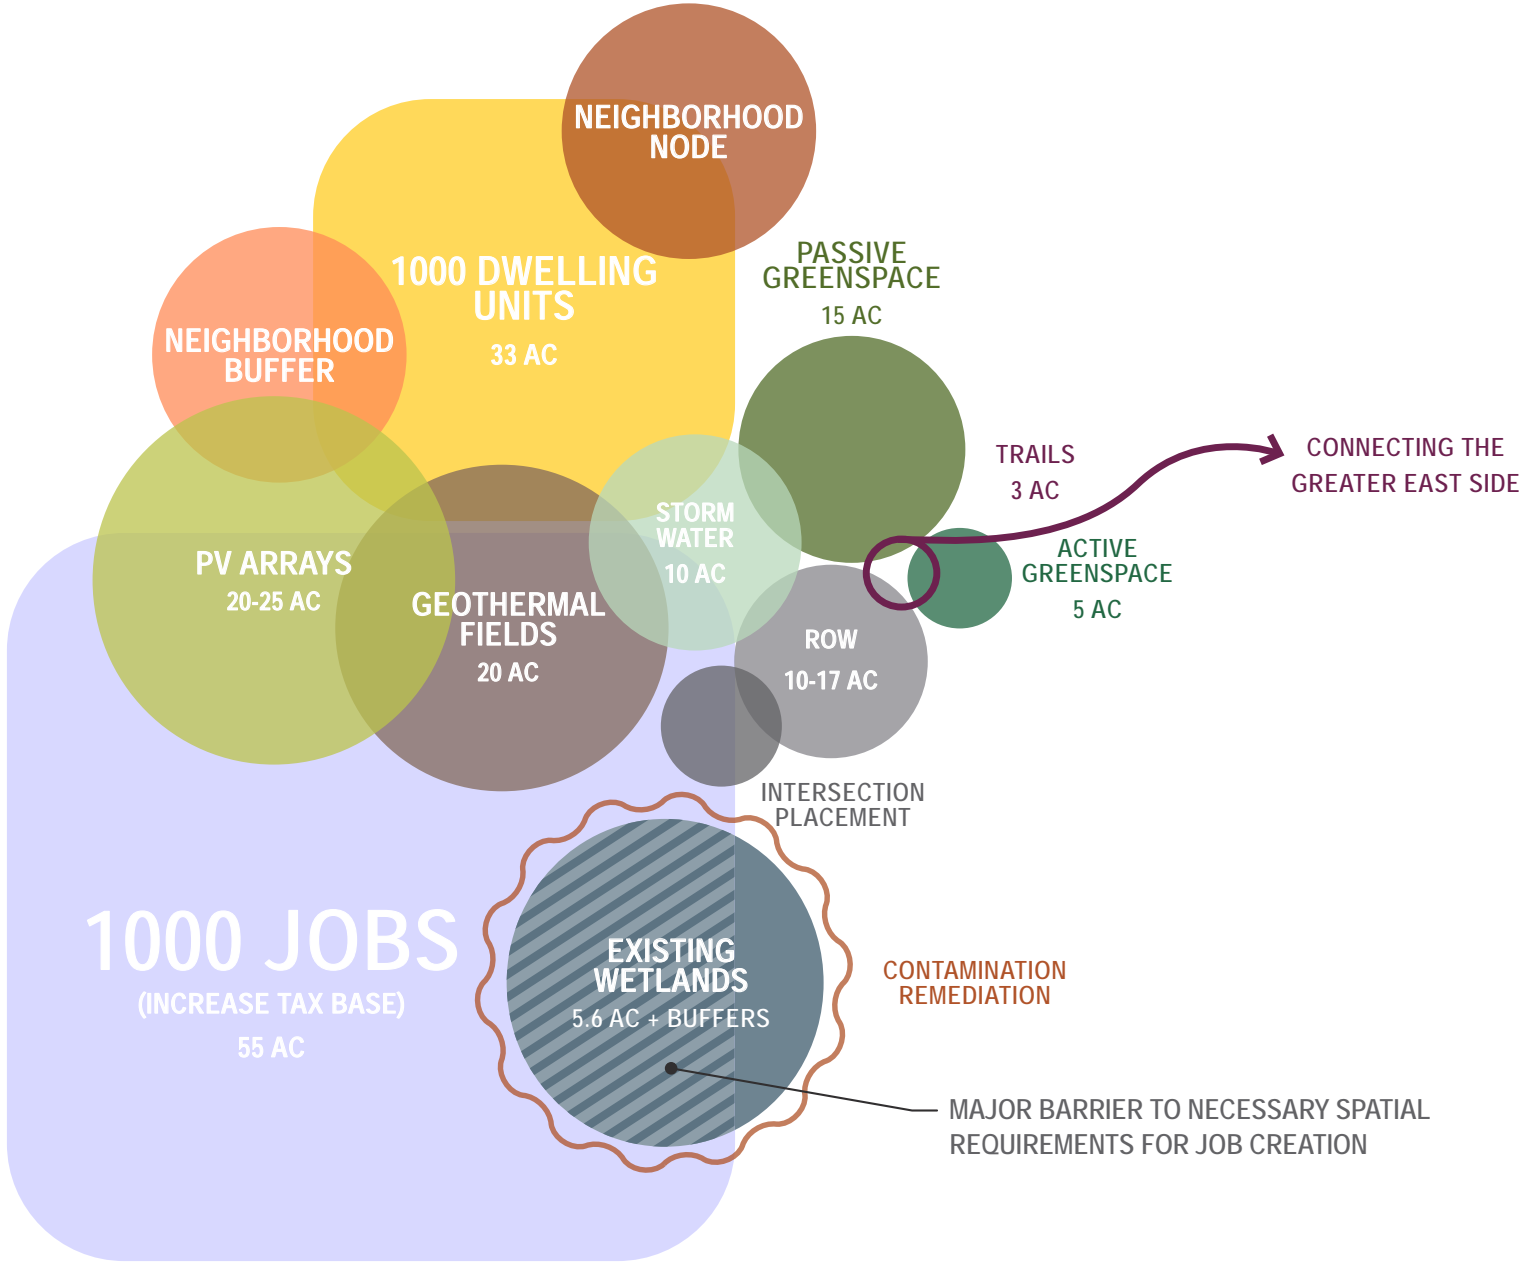 NEIGHBORHOOD
NODE
1000 DWELLING
UNITS
33 AC
PASSIVE
GREENSPACE
15 AC
NEIGHBORHOOD
BUFFER
TRAILS
3 AC
CONNECTING THE
GREATER EAST SIDE
STORM
WATER
10 AC
ACTIVE
GREENSPACE
5 AC
PV ARRAYS
20-25 AC
GEOTHERMAL
FIELDS
20 AC
ROW
10-17 AC
INTERSECTION
PLACEMENT
1000 JOBS
(INCREASE TAX BASE)
55 AC
EXISTING
WETLANDS
5.6 AC + BUFFERS
CONTAMINATION
REMEDIATION
MAJOR BARRIER TO NECESSARY SPATIAL
REQUIREMENTS FOR JOB CREATION